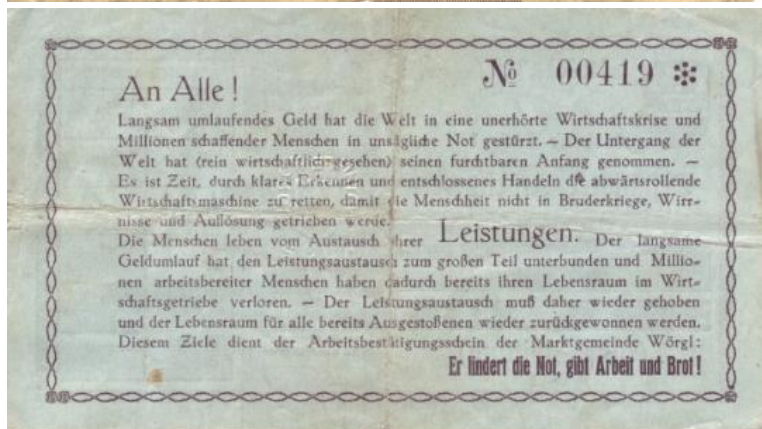 № 00419
An Alle !
Langsam umlaufendes Geld hat die Welt in eine unerhörte Wirtschaftskrise und
Millionen schaffender Menschen in unsägliche Not gestürzt. — Der Untergang der
Welt hat (rein wirtschaftlich gesehen) seinen furchtbaren Anfang genommen. —
Es ist Zeit, durch klares Erkennen und entschlossenes Handeln die abwärtsrollende
Wirtschaftsmaschine zu retten, damit die Menschheit nicht in Bruderkriege, Wirr-
nisse und Auflösung getrieben werde.
Die Menschen leben vom Austausch ihrer Leistungen. Der langsame
Geldumlauf hat den Leistungsaustausch zum großen Teil unterbunden und Millio-
nen arbeitsbereiter Menschen haben dadurch bereits ihren Lebensraum im Wirt-
schaftsgetriebe verloren. — Der Leistungsaustausch muß daher wieder gehoben
und der Lebensraum für alle bereits Ausgestoßenen wieder zurückgewonnen werden.
Diesem Ziele dient der Arbeitsbestätigungsschein der Marktgemeinde Wörgl:
Er lindert die Not, gibt Arbeit und Brot !